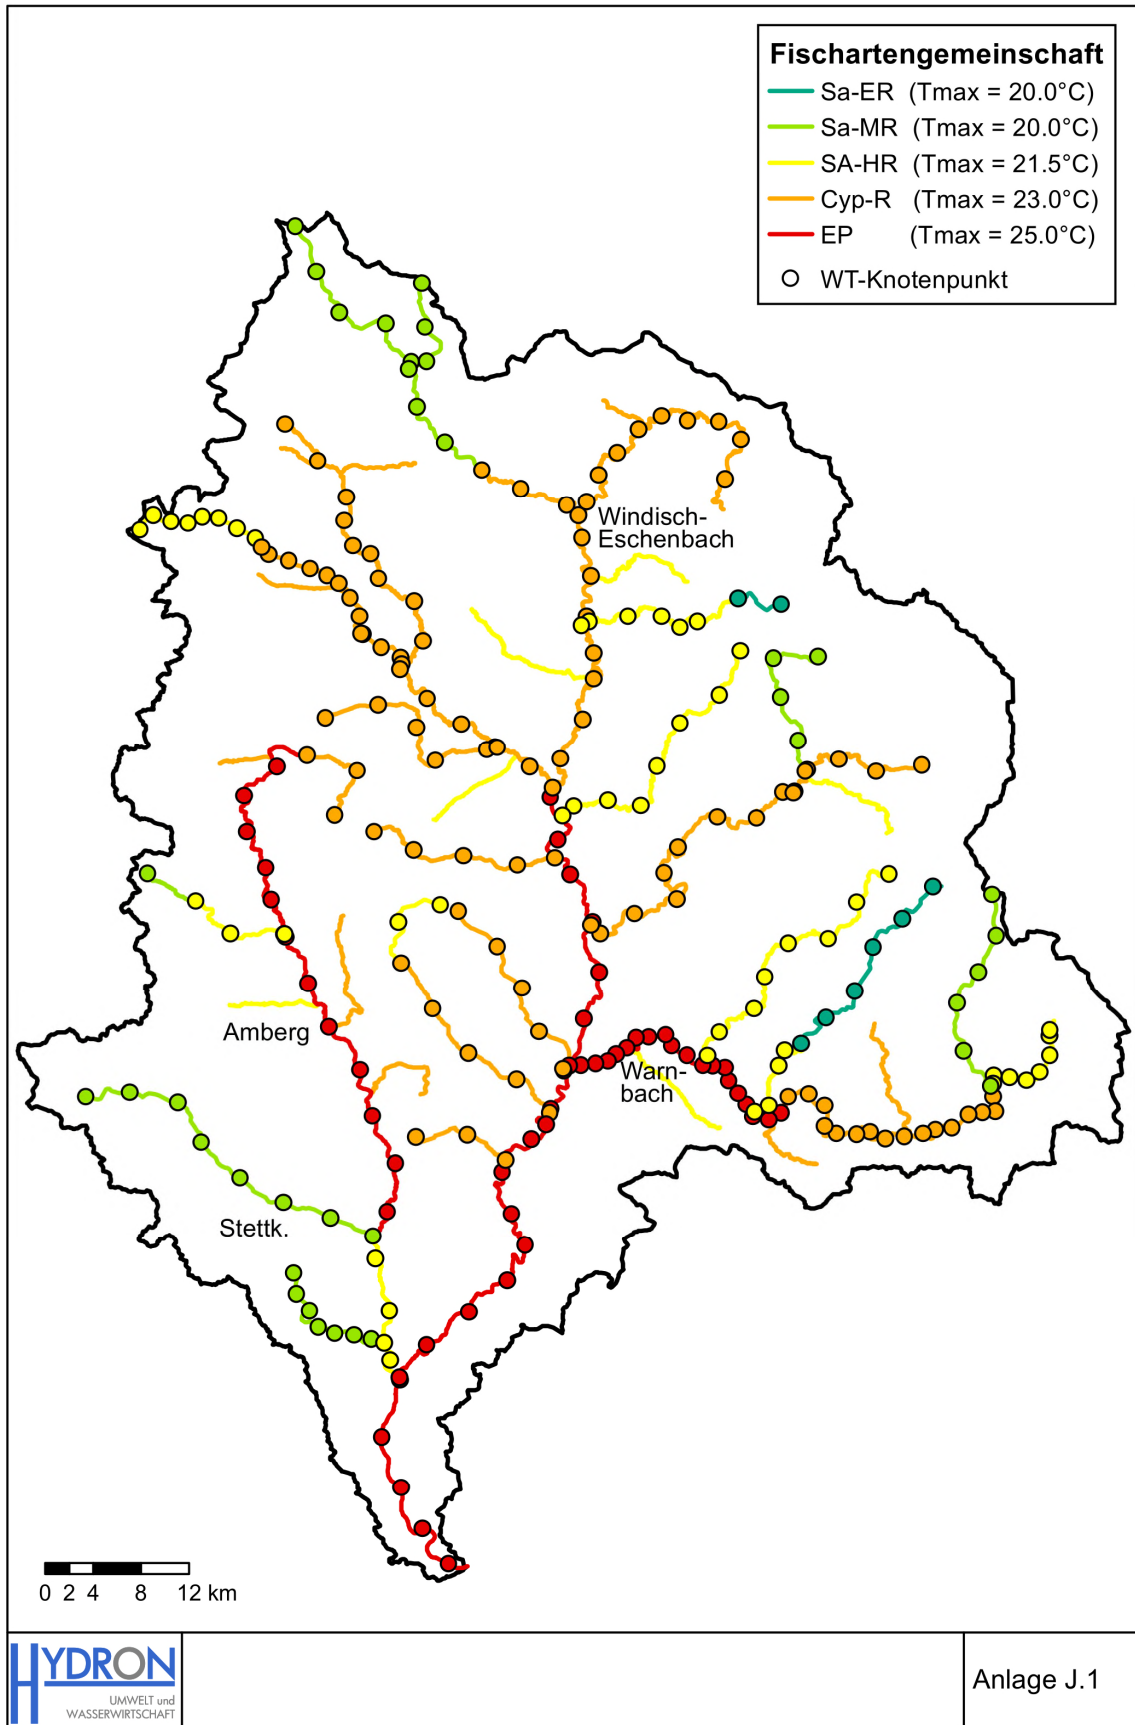 Fischartengemeinschaft
Sa-ER (Tmax = 20.0°C)
Sa-MR (Tmax = 20.0°C)
SA-HR (Tmax = 21.5°C)
Cyp-R (Tmax = 23.0°C)
EP (Tmax = 25.0°C)
WT-Knotenpunkt
Windisch-
Eschenbach
Amberg
Warn-
bach
Stettk.
0 2 4 8 12 km
HYDRON
UMWELT und
WASSERWIRTSCHAFT
Anlage J.1